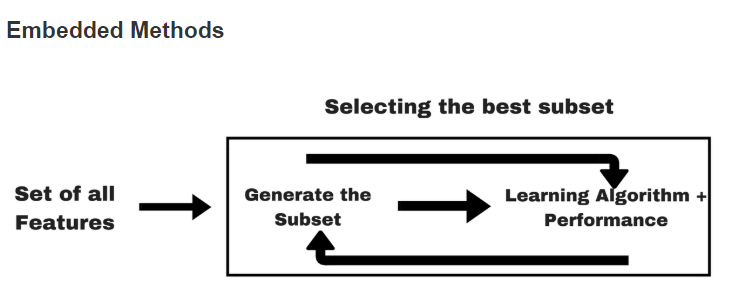 Embedded Methods
Selecting the best subset
Set of all
Features
Generate the
Subset
Learning Algorithm +
Performance